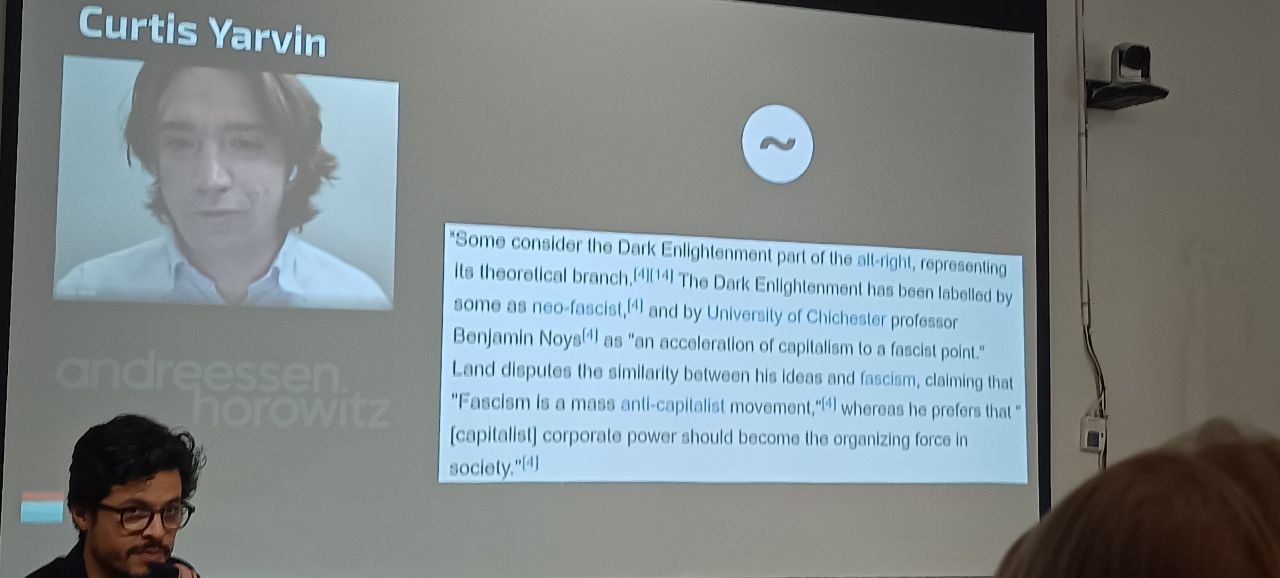 Curtis Yarvin
~
"Some consider the Dark Enlightenment part of the alt-right, representing
its theoretical branch.[4][14] The Dark Enlightenment has been labelled by
some as neo-fascist,[4] and by University of Chichester professor
Benjamin Noys[4] as "an acceleration of capitalism to a fascist point."
Land disputes the similarity between his ideas and fascism, claiming that
"Fascism is a mass anti-capitalist movement,"[4] whereas he prefers that "
[capitalist] corporate power should become the organizing force in
society."[4]
andreessen.
horowitz